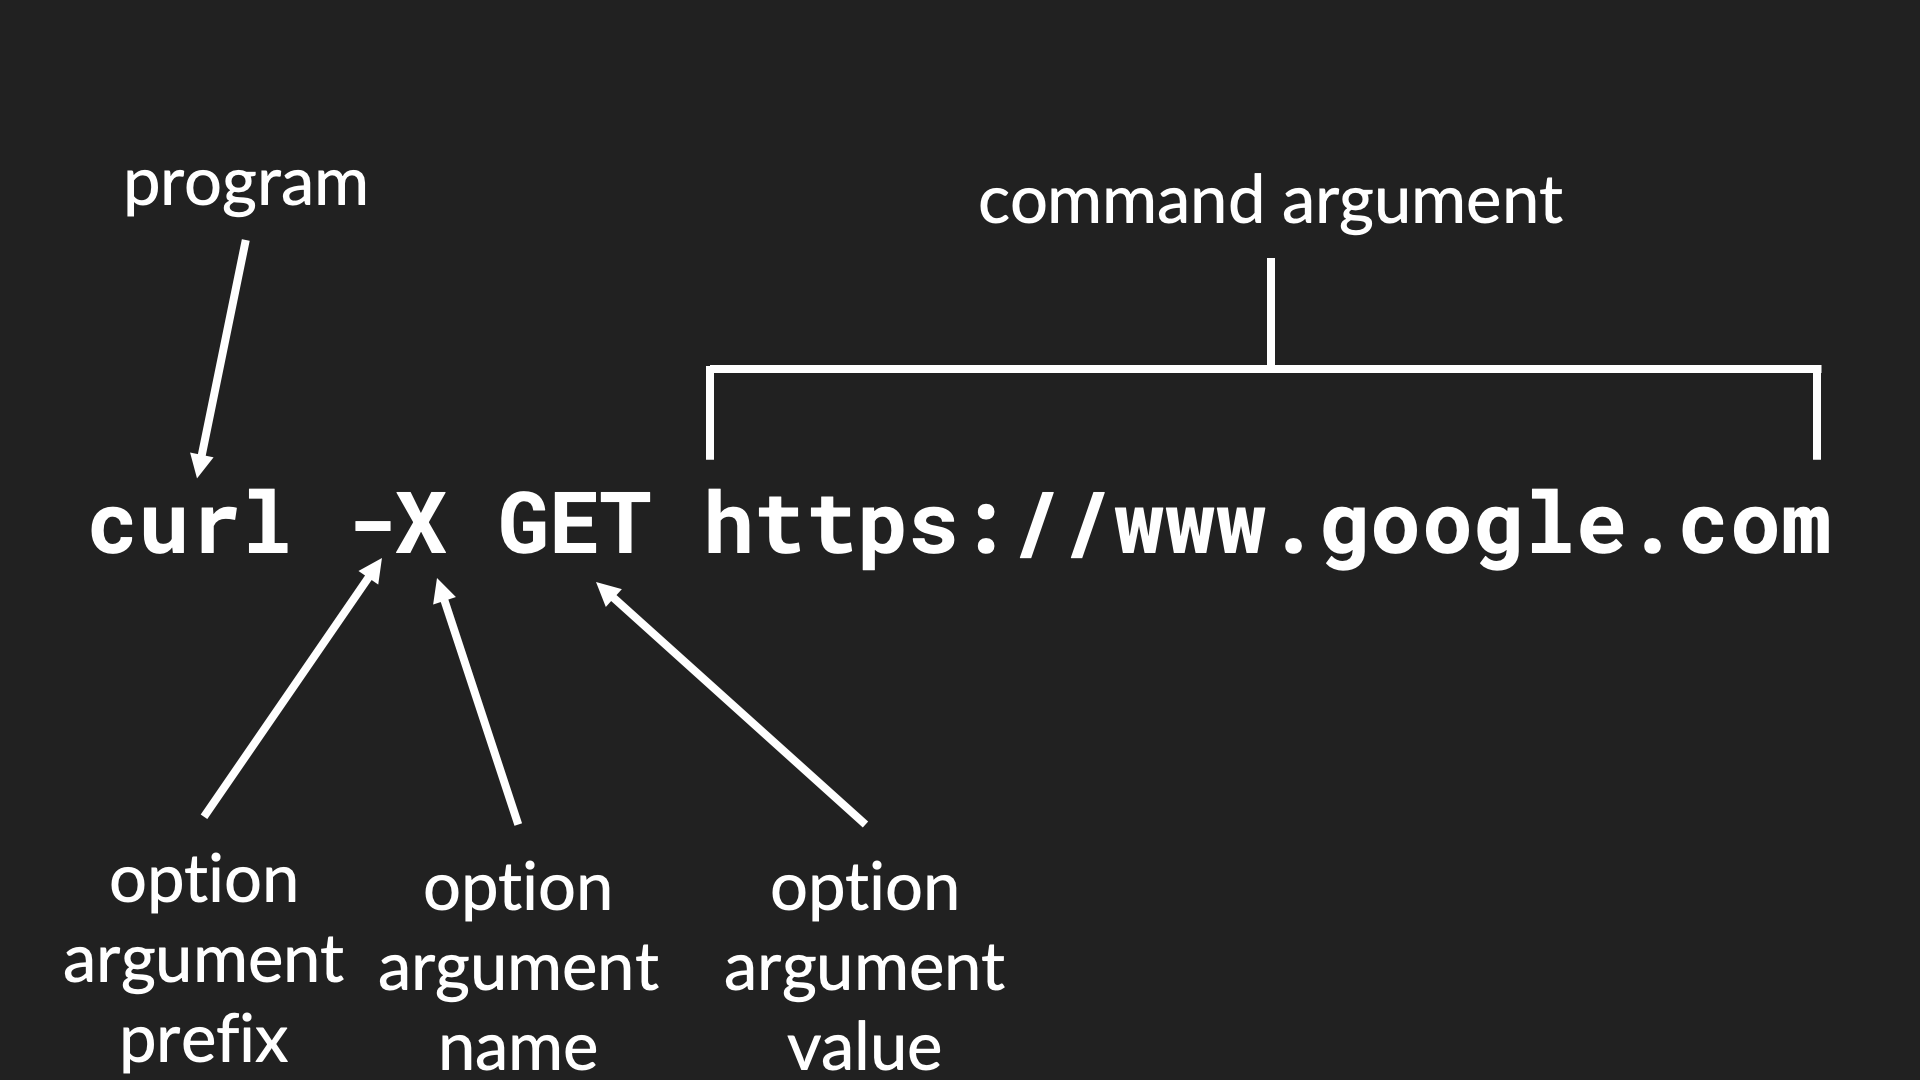 program
command argument
curl -X GET https://www.google.com
option
argument
prefix
option
argument
name
option
argument
value